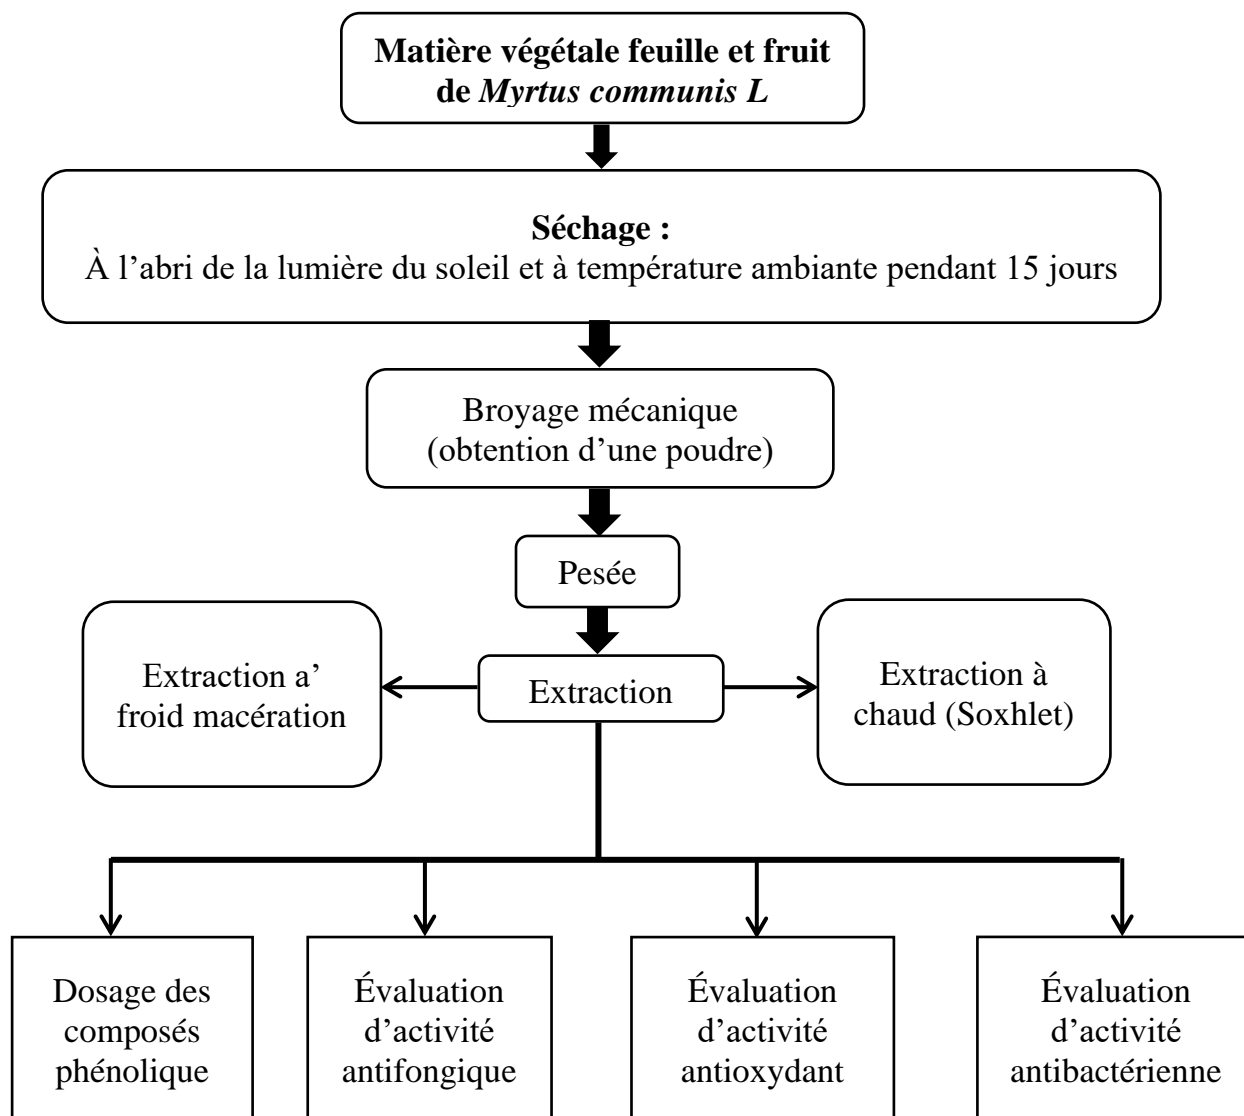 Matière végétale feuille et fruit
de Myrtus communis L
Séchage :
À l’abri de la lumière du soleil et à température ambiante pendant 15 jours
Broyage mécanique
(obtention d’une poudre)
Pesée
Extraction a’
froid macération
Extraction
Extraction à
chaud (Soxhlet)
Dosage des
composés
phénolique
Évaluation
d’activité
antifongique
Évaluation
d’activité
antioxydant
Évaluation
d’activité
antibactérienne